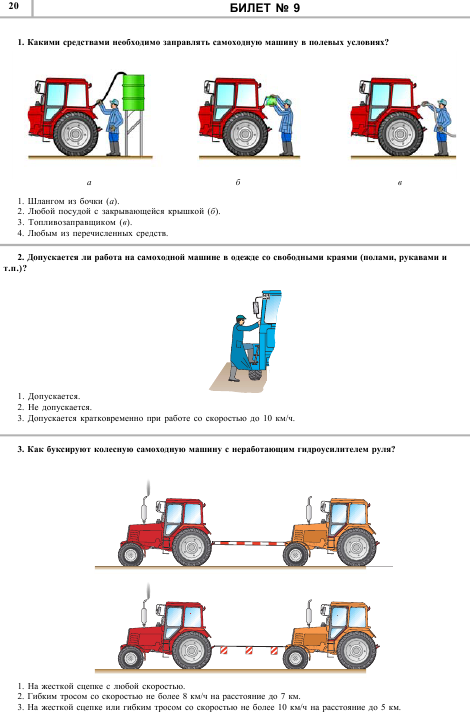 20
БИЛЕТ № 9
1. Какими средствами необходимо заправлять самоходную машину в полевых условиях?
а
б
в
1. Шлангом из бочки (а).
2. Любой посудой с закрывающейся крышкой (б).
3. Топливозаправщиком (в).
4. Любым из перечисленных средств.
2. Допускается ли работа на самоходной машине в одежде со свободными краями (полами, рукавами и
т.п.)?
1. Допускается.
2. Не допускается.
3. Допускается кратковременно при работе со скоростью до 10 км/ч.
3. Как буксируют колесную самоходную машину с неработающим гидроусилителем руля?
1. На жесткой сцепке с любой скоростью.
2. Гибким тросом со скоростью не более 8 км/ч на расстояние до 7 км.
3. На жесткой сцепке или гибким тросом со скоростью не более 10 км/ч на расстояние до 5 км.